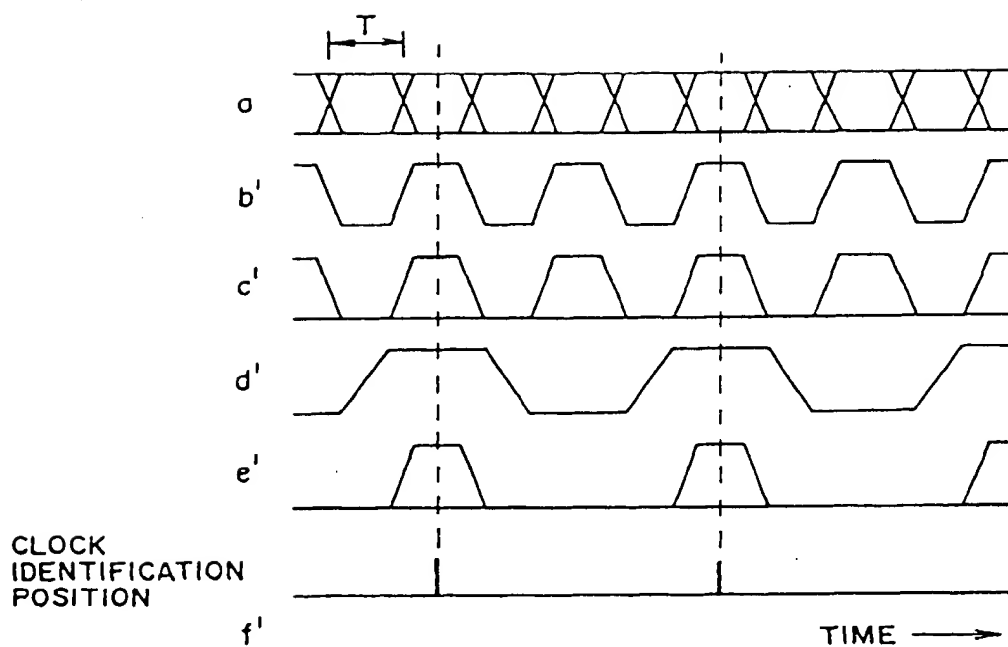 T
a
b'
c'
d'
e'
CLOCK
IDENTIFICATION
POSITION
f'
TIME